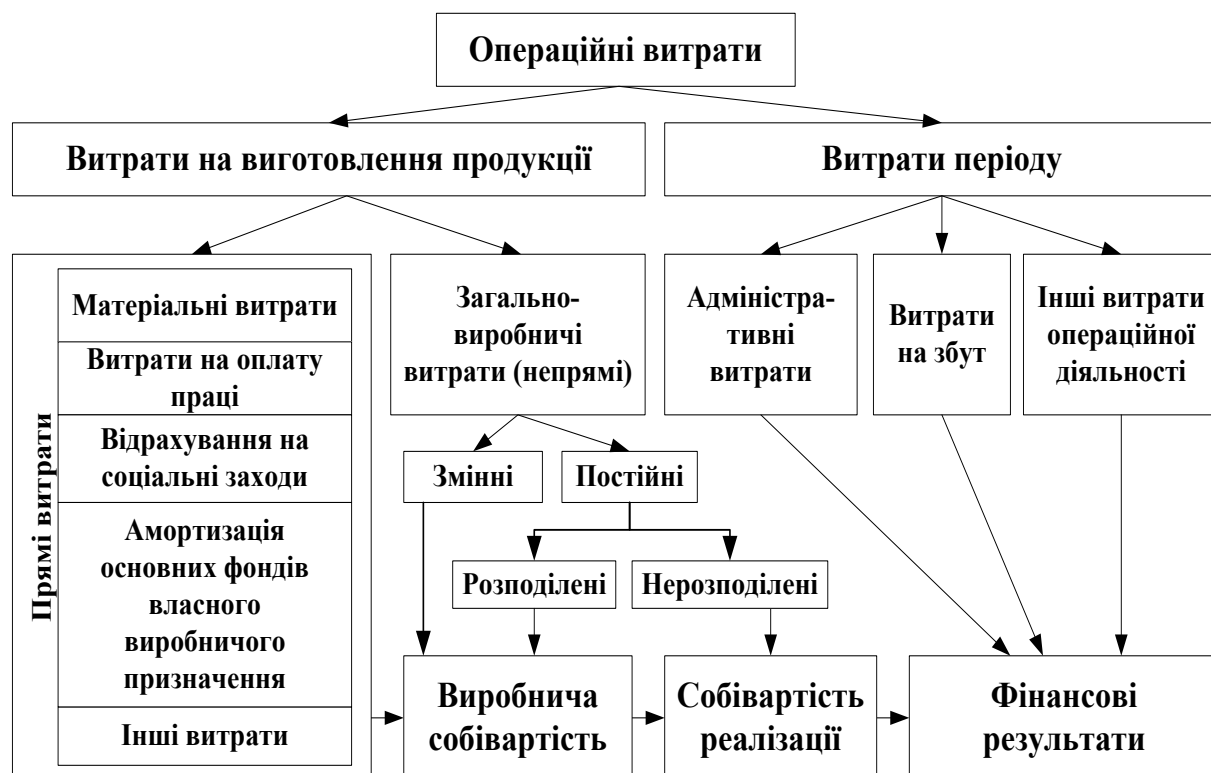 Операційні витрати
Витрати на виготовлення продукції
Витрати періоду
Прямі витрати
Матеріальні витрати
Витрати на оплату
праці
Відрахування на
соціальні заходи
Амортизація
основних фондів
власного
виробничого
призначення
Інші витрати
Загально-
виробничі
витрати (непрямі)
Адміністра-
тивні
витрати
Витрати
на збут
Інші витрати
операційної
діяльності
Змінні
Постійні
Розподілені
Нерозподілені
Виробнича
собівартість
Собівартість
реалізації
Фінансові
результати